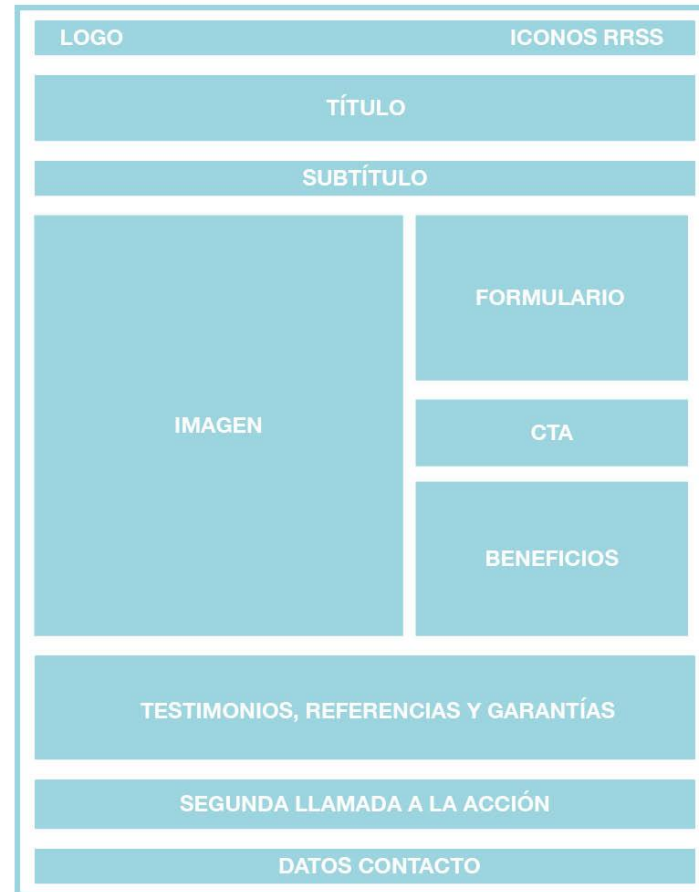 LOGO
ICONOS RRSS
TÍTULO
SUBTÍTULO
IMAGEN
FORMULARIO
CTA
BENEFICIOS
TESTIMONIOS, REFERENCIAS Y GARANTÍAS
SEGUNDA LLAMADA A LA ACCIÓN
DATOS CONTACTO